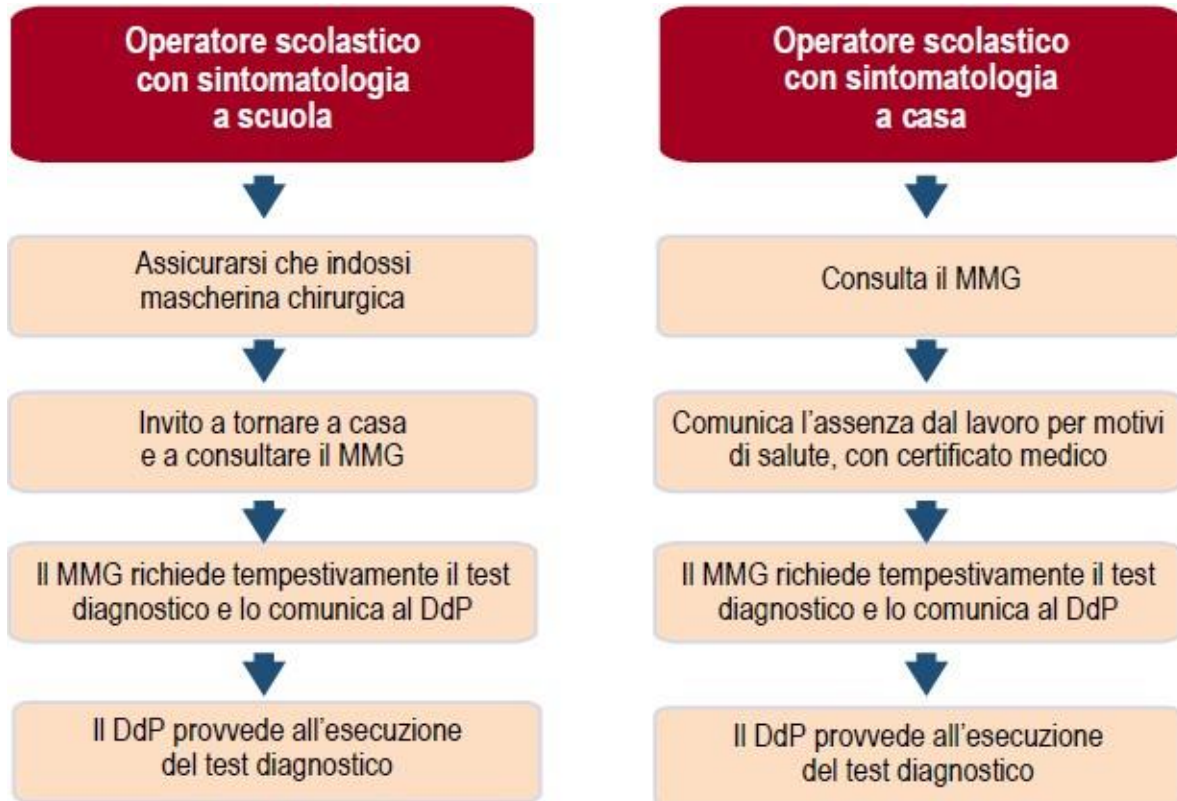 Operatore scolastico
con sintomatologia
a scuola
Assicurarsi che indossi
mascherina chirurgica
Invito a tornare a casa
e a consultare il MMG
Il MMG richiede tempestivamente il test
diagnostico e lo comunica al DdP
Il DdP provvede all'esecuzione
del test diagnostico
Operatore scolastico
con sintomatologia
a casa
Consulta il MMG
Comunica l'assenza dal lavoro per motivi
di salute, con certificato medico
Il MMG richiede tempestivamente il test
diagnostico e lo comunica al DdP
Il DdP provvede all'esecuzione
del test diagnostico